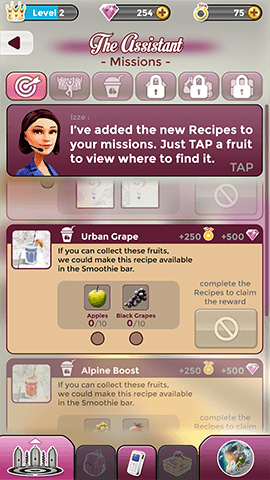 Level 2
254
75
The Assistant
- Missions -
Izze :
I've added the new Recipes to
your missions. Just TAP a fruit
to view where to find it.
TAP
Urban Grape
+250
+500
If you can collect these fruits,
we could make this recipe available
in the Smoothie bar.
Apples
0/10
Black Grapes
0/10
complete the
Recipes to claim
the reward
Alpine Boost
+250
+500
If you can collect these fruits,
we could make this recipe available
in the Smoothie bar.
complete the
Recipes to claim